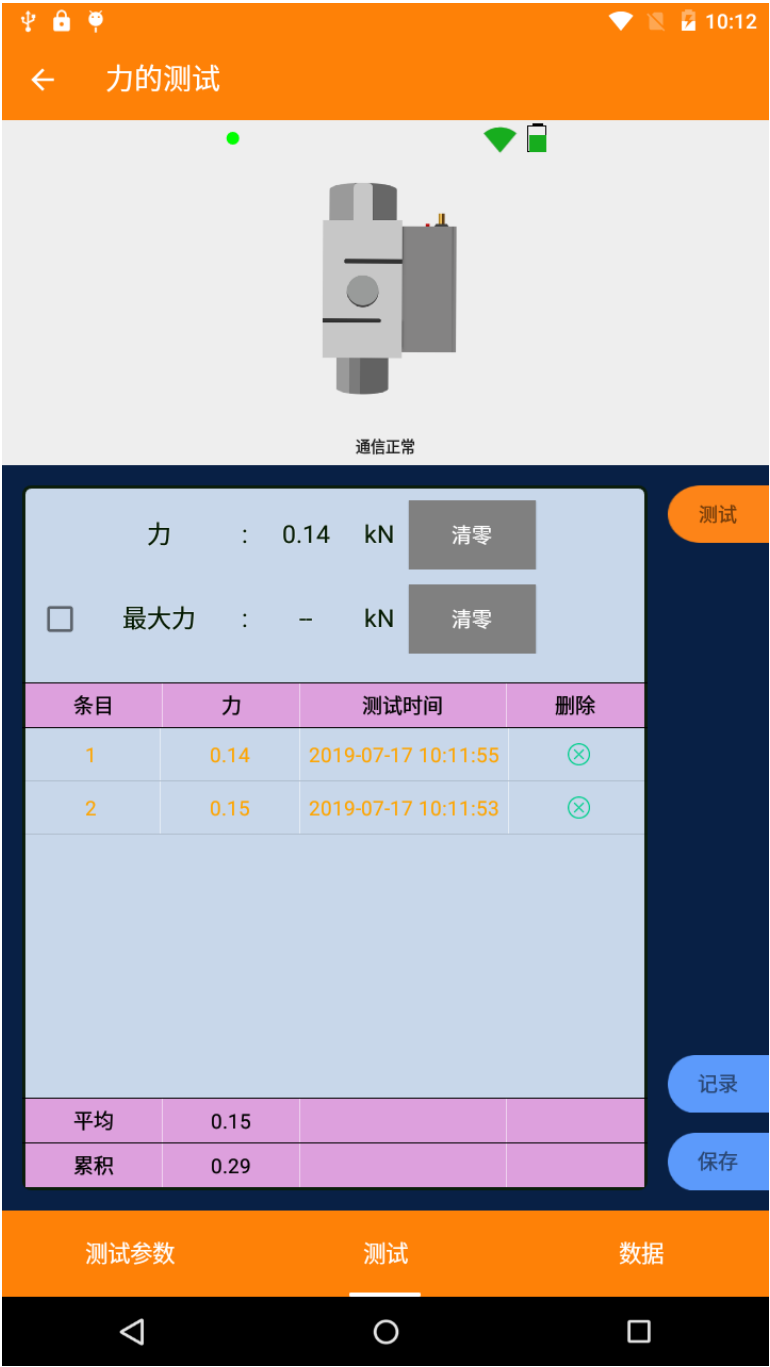 10:12
力的测试
通信正常
力 : 0.14 kN 清零
测试
最大力 : -- kN 清零
条目 力 测试时间 删除
1 0.14 2019-07-17 10:11:55
2 0.15 2019-07-17 10:11:53
记录
平均 0.15
累积 0.29
保存
测试参数 测试 数据